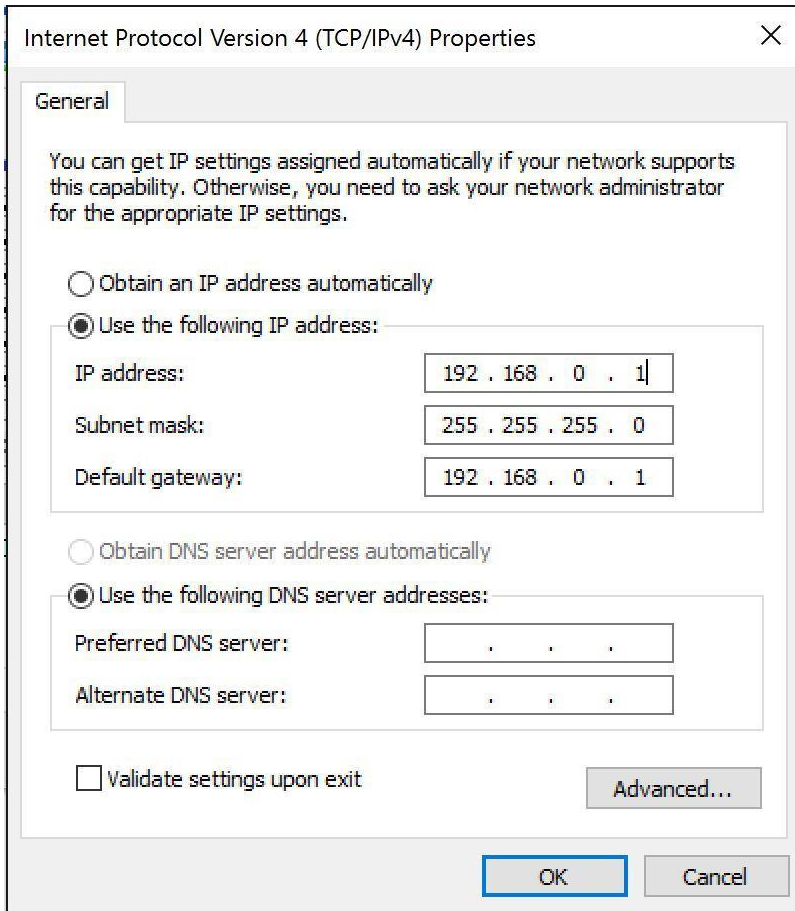 Internet Protocol Version 4 (TCP/IPv4) Properties
General
You can get IP settings assigned automatically if your network supports
this capability. Otherwise, you need to ask your network administrator
for the appropriate IP settings.
Obtain an IP address automatically
Use the following IP address:
IP address: 192 . 168 . 0 . 1
Subnet mask: 255 . 255 . 255 . 0
Default gateway: 192 . 168 . 0 . 1
Obtain DNS server address automatically
Use the following DNS server addresses:
Preferred DNS server: . . .
Alternate DNS server: . . .
Validate settings upon exit
Advanced...
OK Cancel